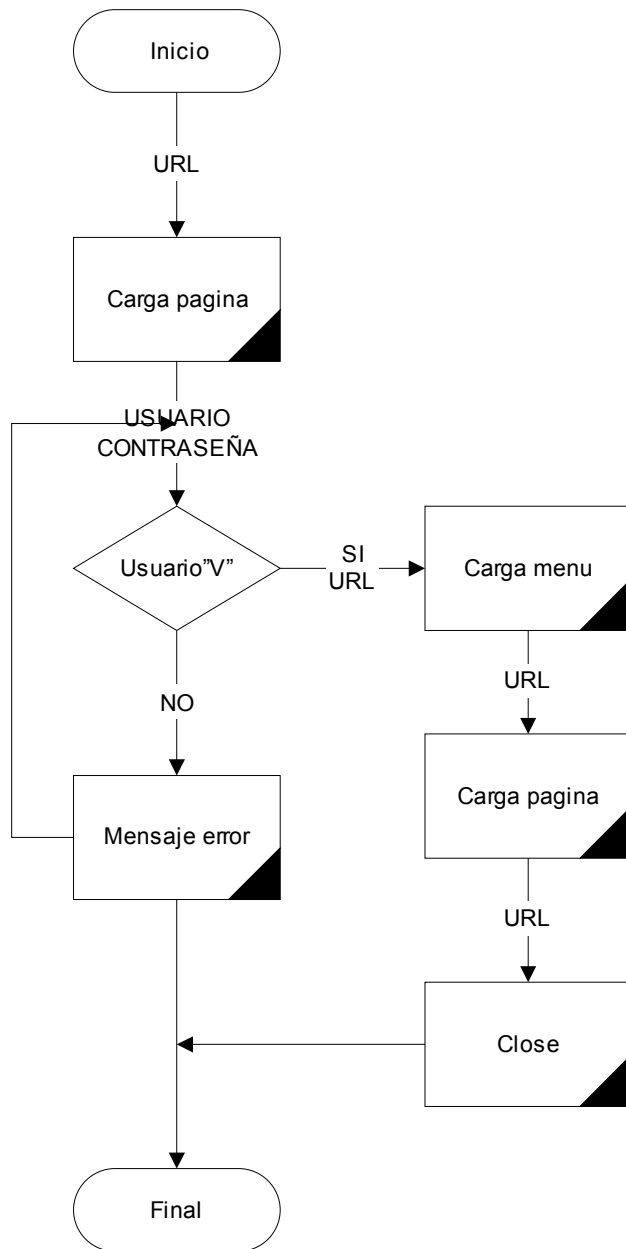 Inicio
URL
Carga pagina
USUARIO
CONTRASEÑA
Usuario”V”
SI
URL
Carga menu
URL
NO
Carga pagina
Mensaje error
URL
Close
Final